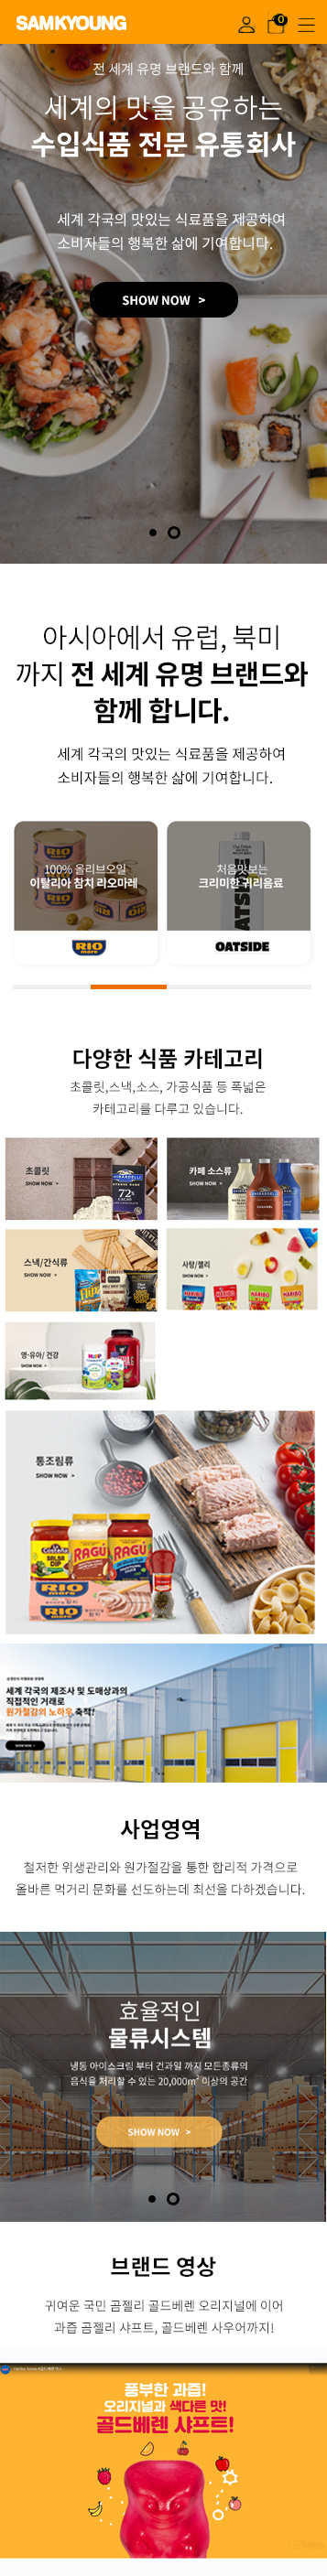 SAMKYOUNG
0
전 세계 유명 브랜드와 함께
세계의 맛을 공유하는
수입식품 전문 유통회사
세계 각국의 맛있는 식료품을 제공하여
소비자들의 행복한 삶에 기여합니다.
SHOW NOW >
아시아에서 유럽, 북미
까지 전 세계 유명 브랜드와
함께 합니다.
세계 각국의 맛있는 식료품을 제공하여
소비자들의 행복한 삶에 기여합니다.
100% 올리브오일
이탈리아 참치 리오마레
RIO
mare
처음맛보는
크리미한 귀리음료
OATSIDE
다양한 식품 카테고리
초콜릿,스낵,소스, 가공식품 등 폭넓은
카테고리를 다루고 있습니다.
초콜릿
SHOW NOW >
72%
CACAO
카페 소스류
SHOW NOW >
스낵/간식류
SHOW NOW >
사탕/젤리
SHOW NOW >
HARIBO
HARIBO
HARIBO
HARIBO
영·유아/ 건강
SHOW NOW >
HiPP
통조림류
SHOW NOW >
SALSA
DIP
RAGÚ
RAGÚ
RIO
mare
세계 각국의 제조사 및 도매상과의
직접적인 거래로
원가절감의 노하우 축적!
SHOW NOW >
사업영역
철저한 위생관리와 원가절감을 통한 합리적 가격으로
올바른 먹거리 문화를 선도하는데 최선을 다하겠습니다.
효율적인
물류시스템
냉동 아이스크림 부터 건과일 까지 모든종류의
음식을 처리할 수 있는 20,000m² 이상의 공간
SHOW NOW >
브랜드 영상
귀여운 국민 곰젤리 골드베렌 오리지널에 이어
과즙 곰젤리 샤프트, 골드베렌 사우어까지!
풍부한 과즙!
오리지널과 색다른 맛!
골드베렌 샤프트!